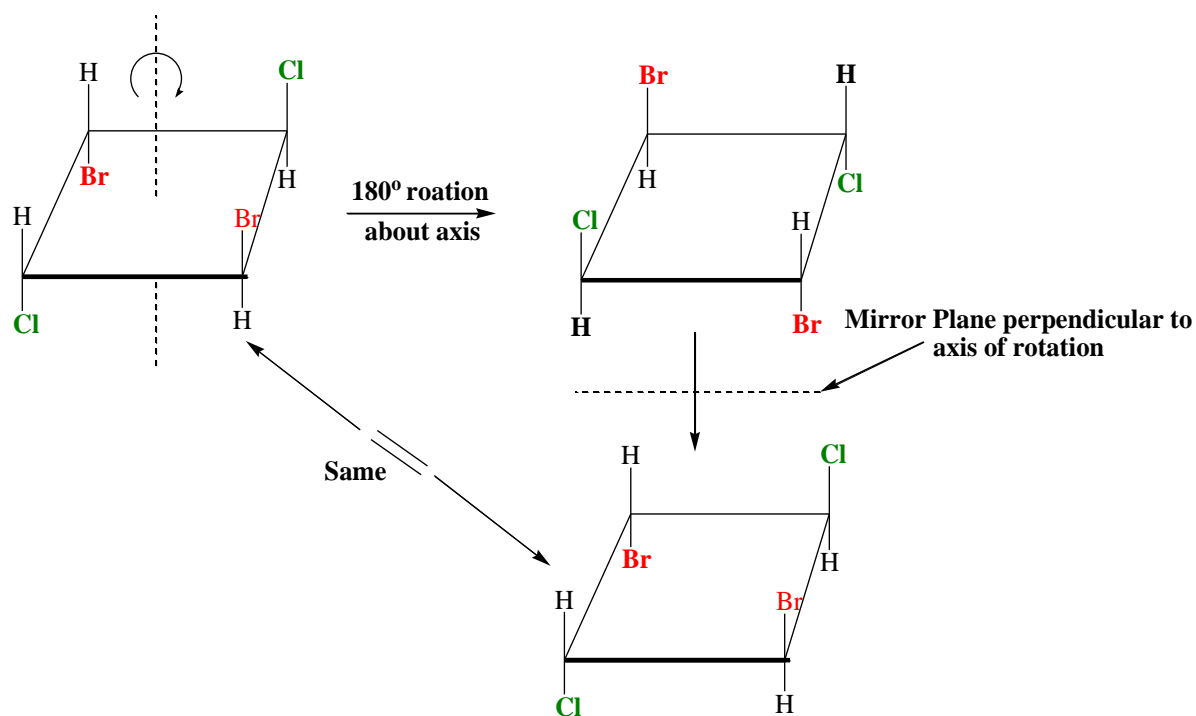 H
Cl
Br
H
H
Br
Cl
H
180º roation
about axis
Br
H
H
Cl
Cl
H
H
Br
Mirror Plane perpendicular to
axis of rotation
Same
H
Cl
Br
H
H
Br
Cl
H